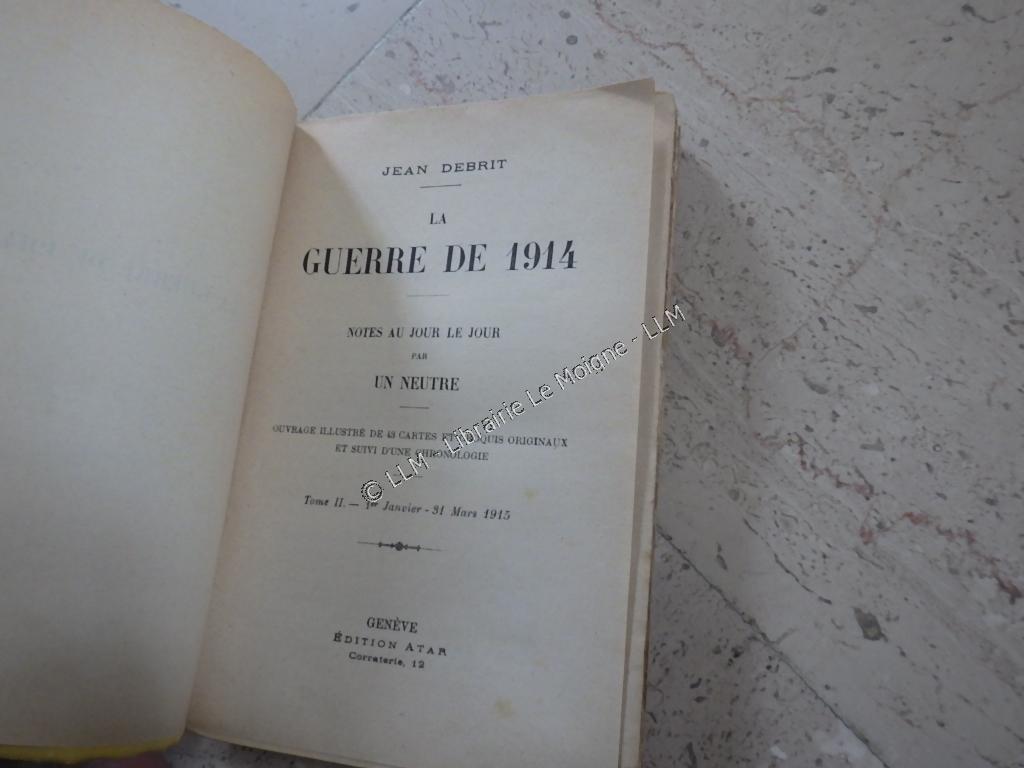 JEAN DEBRIT
LA
GUERRE DE 1914
NOTES AU JOUR LE JOUR
PAR
UN NEUTRE
OUVRAGE ILLUSTRÉ DE 43 CARTES ET QUIS ORIGINAUX
ET SUIVI D'UNE CHRONOLOGIE
Tome II. — 1er Janvier - 31 Mars 1915
GENÈVE
ÉDITION ATAR
Corraterie, 12
© LLM - Librairie Le Moigne - LLM